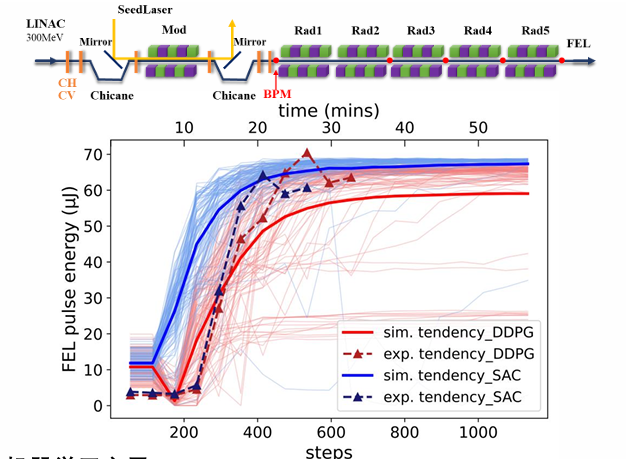 SeedLaser
LINAC
300MeV
Mirror
Mod
Mirror
Rad1
Rad2
Rad3
Rad4
Rad5
FEL
CH
CV
Chicane
Chicane
BPM
time (mins)
10 20 30 40 50
70
60
50
40
30
20
10
0
FEL pulse energy (μJ)
sim. tendency_DDPG
exp. tendency_DDPG
sim. tendency_SAC
exp. tendency_SAC
200 400 600 800 1000
steps